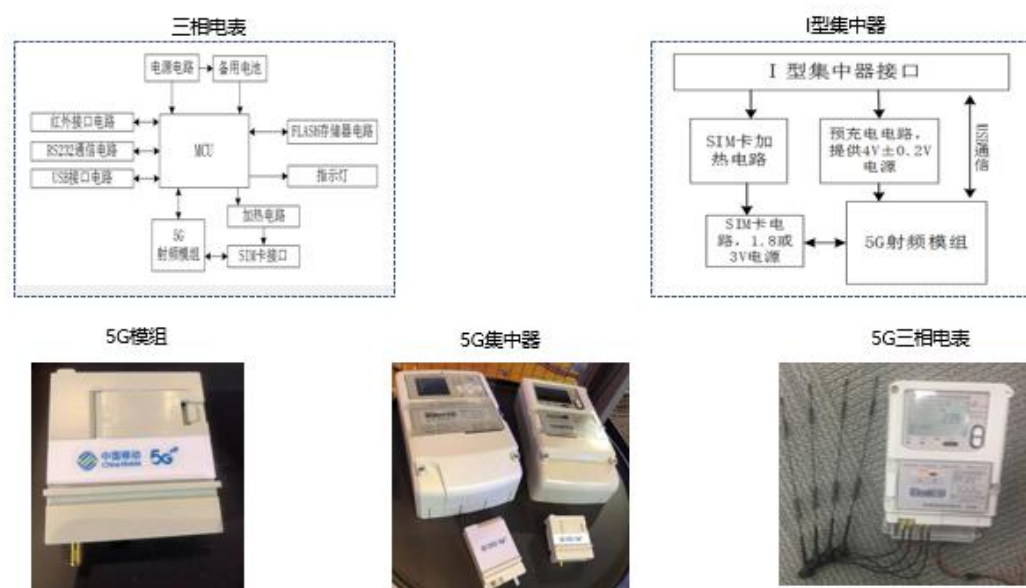 三相电表
I型集中器
电源电路
备用电池
红外接口电路
RS232通信电路
USB接口电路
MCU
FLASH存储器电路
指示灯
加热电路
5G
射频模组
SIM卡接口
I 型集中器接口
SIM卡加
热电路
预充电电路，
提供4V±0.2V
电源
USB通信
SIM卡电
路，1.8或
3V电源
5G射频模组
5G模组
5G集中器
5G三相电表
中国移动
China Mobile
5G